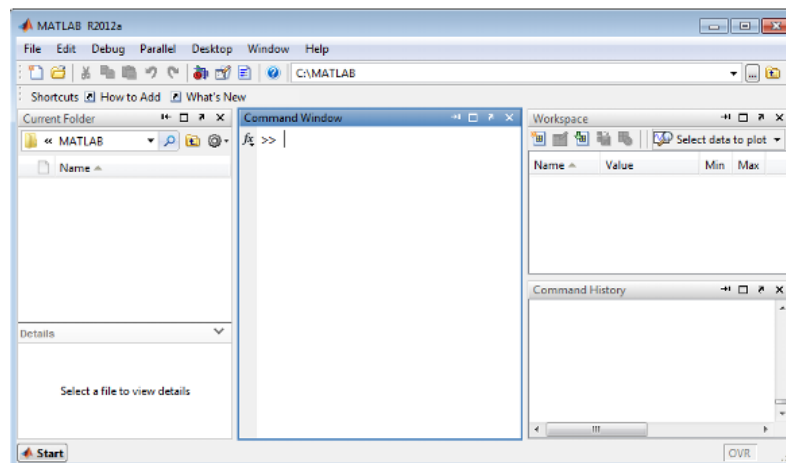 MATLAB R2012a
File Edit Debug Parallel Desktop Window Help
C:\MATLAB
Shortcuts How to Add What's New
Current Folder
« MATLAB
Name
Details
Select a file to view details
Command Window
fx >>
Workspace
Select data to plot
Name Value Min Max
Command History
Start
OVR